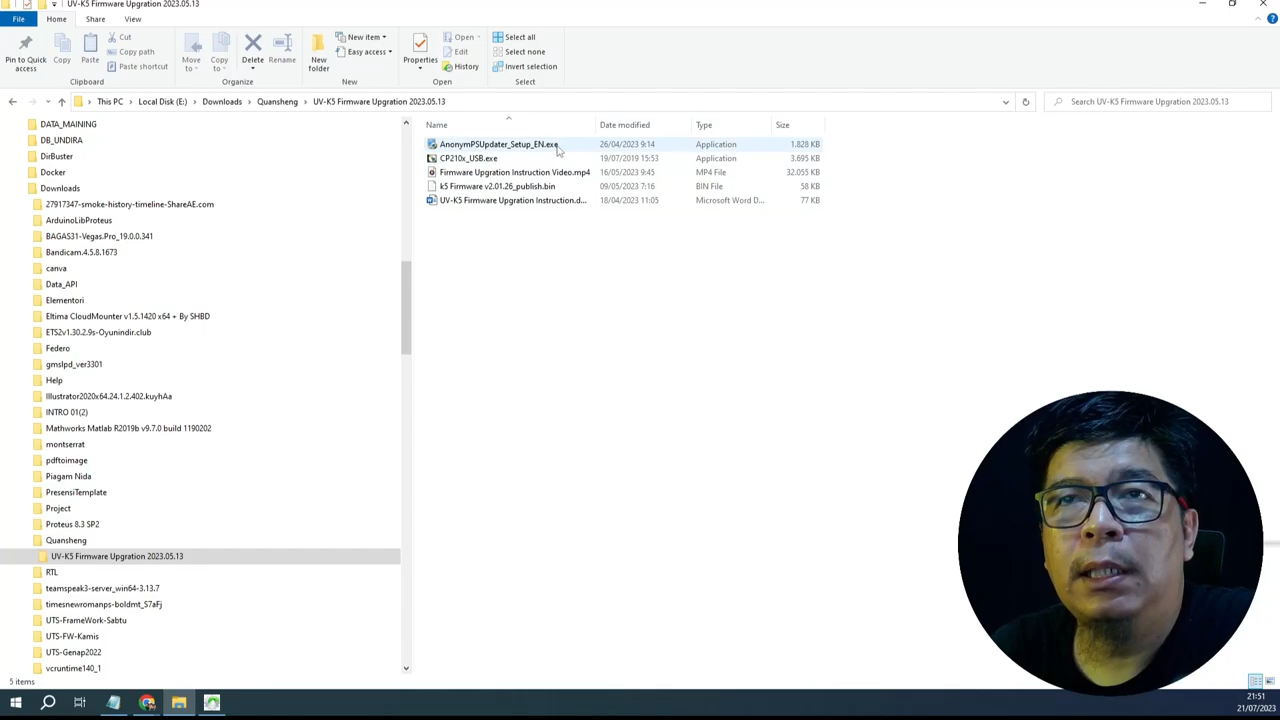 UV-K5 Firmware Upgration 2023.05.13
File
Home
Share
View
Pin to Quick access
Copy
Paste
Cut
Copy path
Paste shortcut
Clipboard
Move to
Copy to
Delete
Rename
Organize
New folder
New item
Easy access
New
Properties
Open
Edit
History
Open
Select all
Select none
Invert selection
Select
This PC > Local Disk (E:) > Downloads > Quansheng > UV-K5 Firmware Upgration 2023.05.13
Search UV-K5 Firmware Upgration 2023.05.13
DATA_MAINING
DB_UNDIRA
DirBuster
Docker
Downloads
27917347-smoke-history-timeline-ShareAE.com
ArduinoLibProteus
BAGAS31-Vegas.Pro_19.0.0.341
Bandicam.4.5.8.1673
canva
Data_API
Elementori
Eltima CloudMounter v1.5.1420 x64 + By SHBD
ETS2v1.30.2.9s-Oyunindir.club
Federo
gmslpd_ver3301
Help
Illustrator2020x64.24.1.2.402.kuyhAa
INTRO 01(2)
Mathworks Matlab R2019b v9.7.0 build 1190202
montserrat
pdftoimage
Piagam Nida
PresensiTemplate
Project
Proteus 8.3 SP2
Quansheng
UV-K5 Firmware Upgration 2023.05.13
RTL
teamspeak3-server_win64-3.13.7
timesnewromanps-boldmt_S7aFj
UTS-FrameWork-Sabtu
UTS-FW-Kamis
UTS-Genap2022
vcruntime140_1
Name Date modified Type Size
AnonymPSUpdater_Setup_EN.exe 26/04/2023 9:14 Application 1.828 KB
CP210x_USB.exe 19/07/2019 15:53 Application 3.695 KB
Firmware Upgration Instruction Video.mp4 16/05/2023 9:45 MP4 File 32.055 KB
k5 Firmware v2.01.26_publish.bin 09/05/2023 7:16 BIN File 58 KB
UV-K5 Firmware Upgration Instruction.d... 18/04/2023 11:05 Microsoft Word D... 77 KB
5 items
21:51
21/07/2023